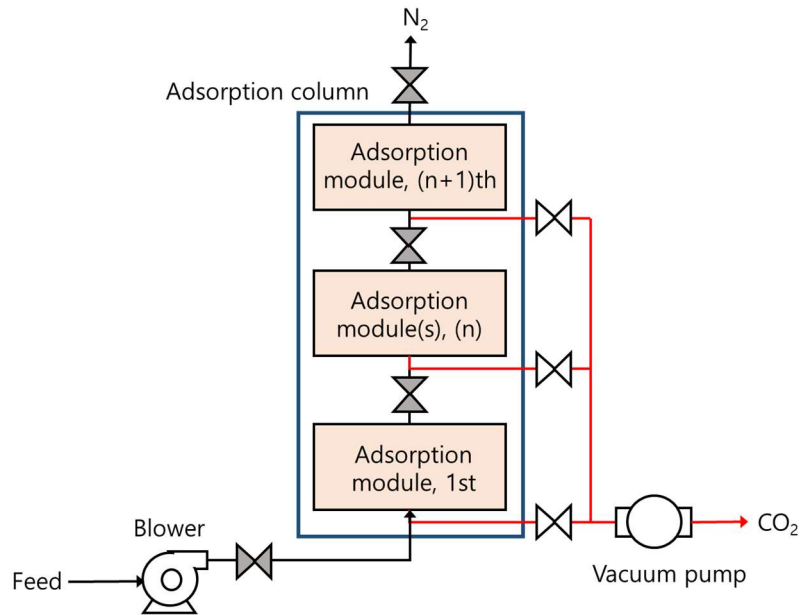 N₂
Adsorption column
Adsorption
module, (n+1)th
Adsorption
module(s), (n)
Adsorption
module, 1st
Blower
Feed
CO₂
Vacuum pump